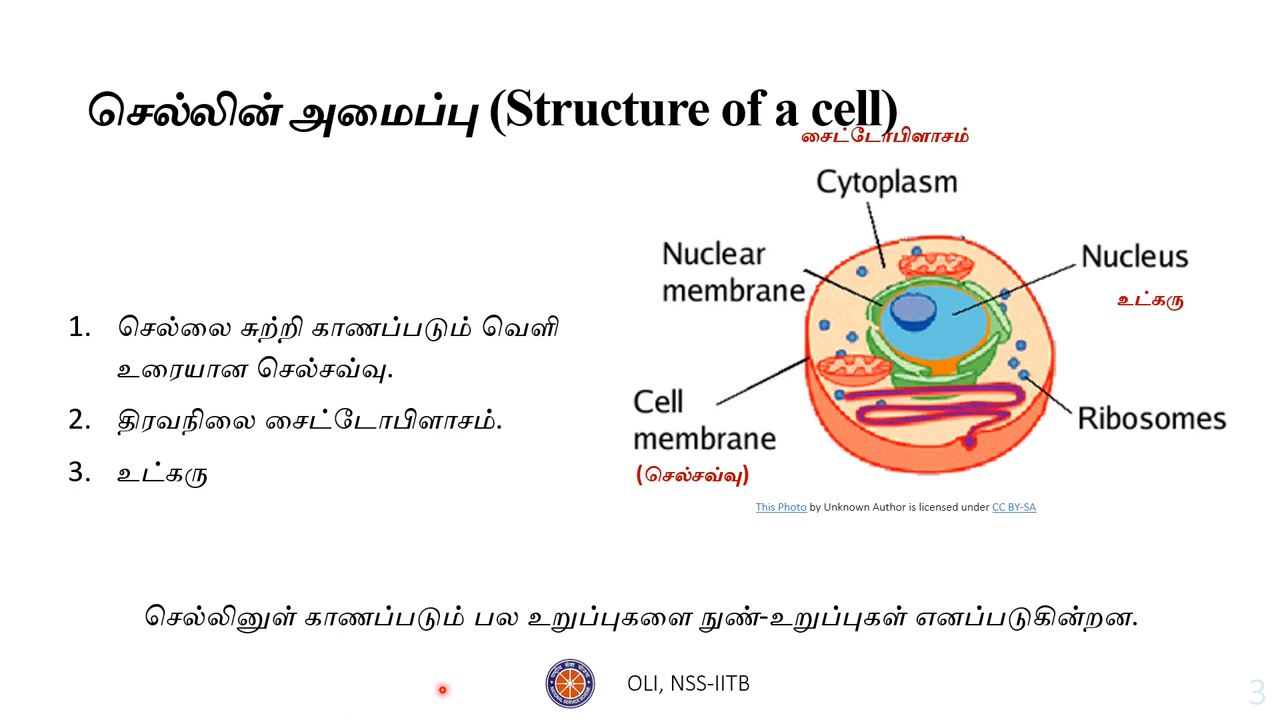 செல்லின் அமைப்பு (Structure of a cell)
சைட்டோபிளாசம்
Cytoplasm
Nuclear
membrane
Nucleus
உட்கரு
1. செல்லை சுற்றி காணப்படும் வெளி
உரையான செல்சவ்வு.
2. திரவநிலை சைட்டோபிளாசம்.
3. உட்கரு
Cell
membrane
(செல்சவ்வு)
Ribosomes
This Photo by Unknown Author is licensed under CC BY-SA
செல்லினுள் காணப்படும் பல உறுப்புகளை நுண்-உறுப்புகள் எனப்படுகின்றன.
OLI, NSS-IITB
3